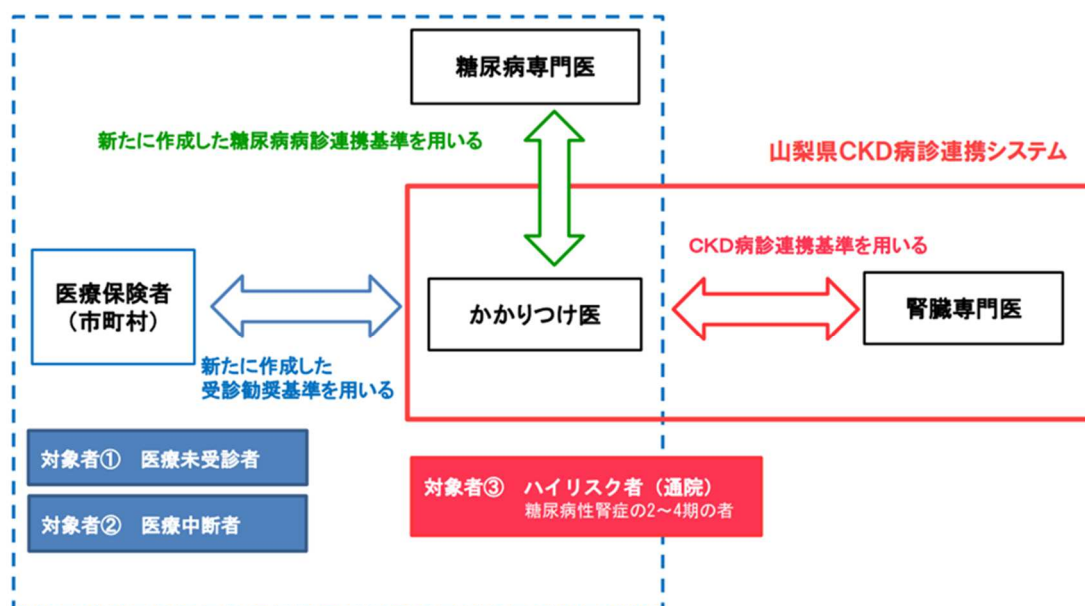 糖尿病専門医
新たに作成した糖尿病病診連携基準を用いる
山梨県CKD病診連携システム
CKD病診連携基準を用いる
医療保険者
（市町村）
かかりつけ医
腎臓専門医
新たに作成した
受診勧奨基準を用いる
対象者①　医療未受診者
対象者②　医療中断者
対象者③　ハイリスク者（通院）
糖尿病性腎症の2～4期の者